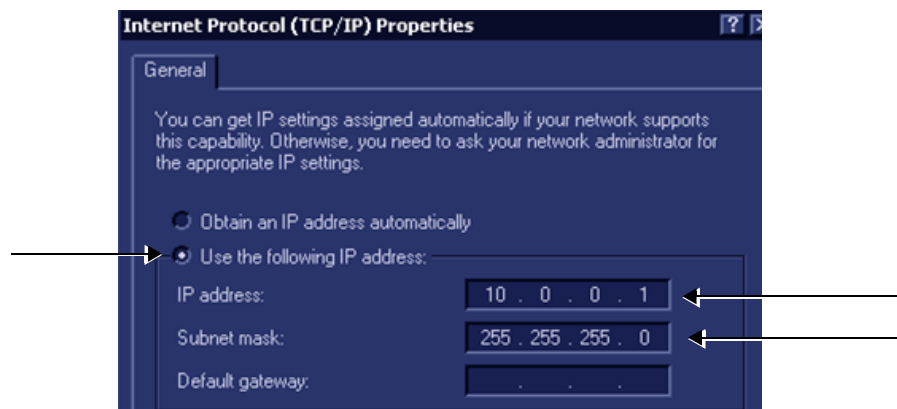 Internet Protocol (TCP/IP) Properties
General
You can get IP settings assigned automatically if your network supports
this capability. Otherwise, you need to ask your network administrator for
the appropriate IP settings.
Obtain an IP address automatically
Use the following IP address:
IP address: 10 . 0 . 0 . 1
Subnet mask: 255 . 255 . 255 . 0
Default gateway: . . .